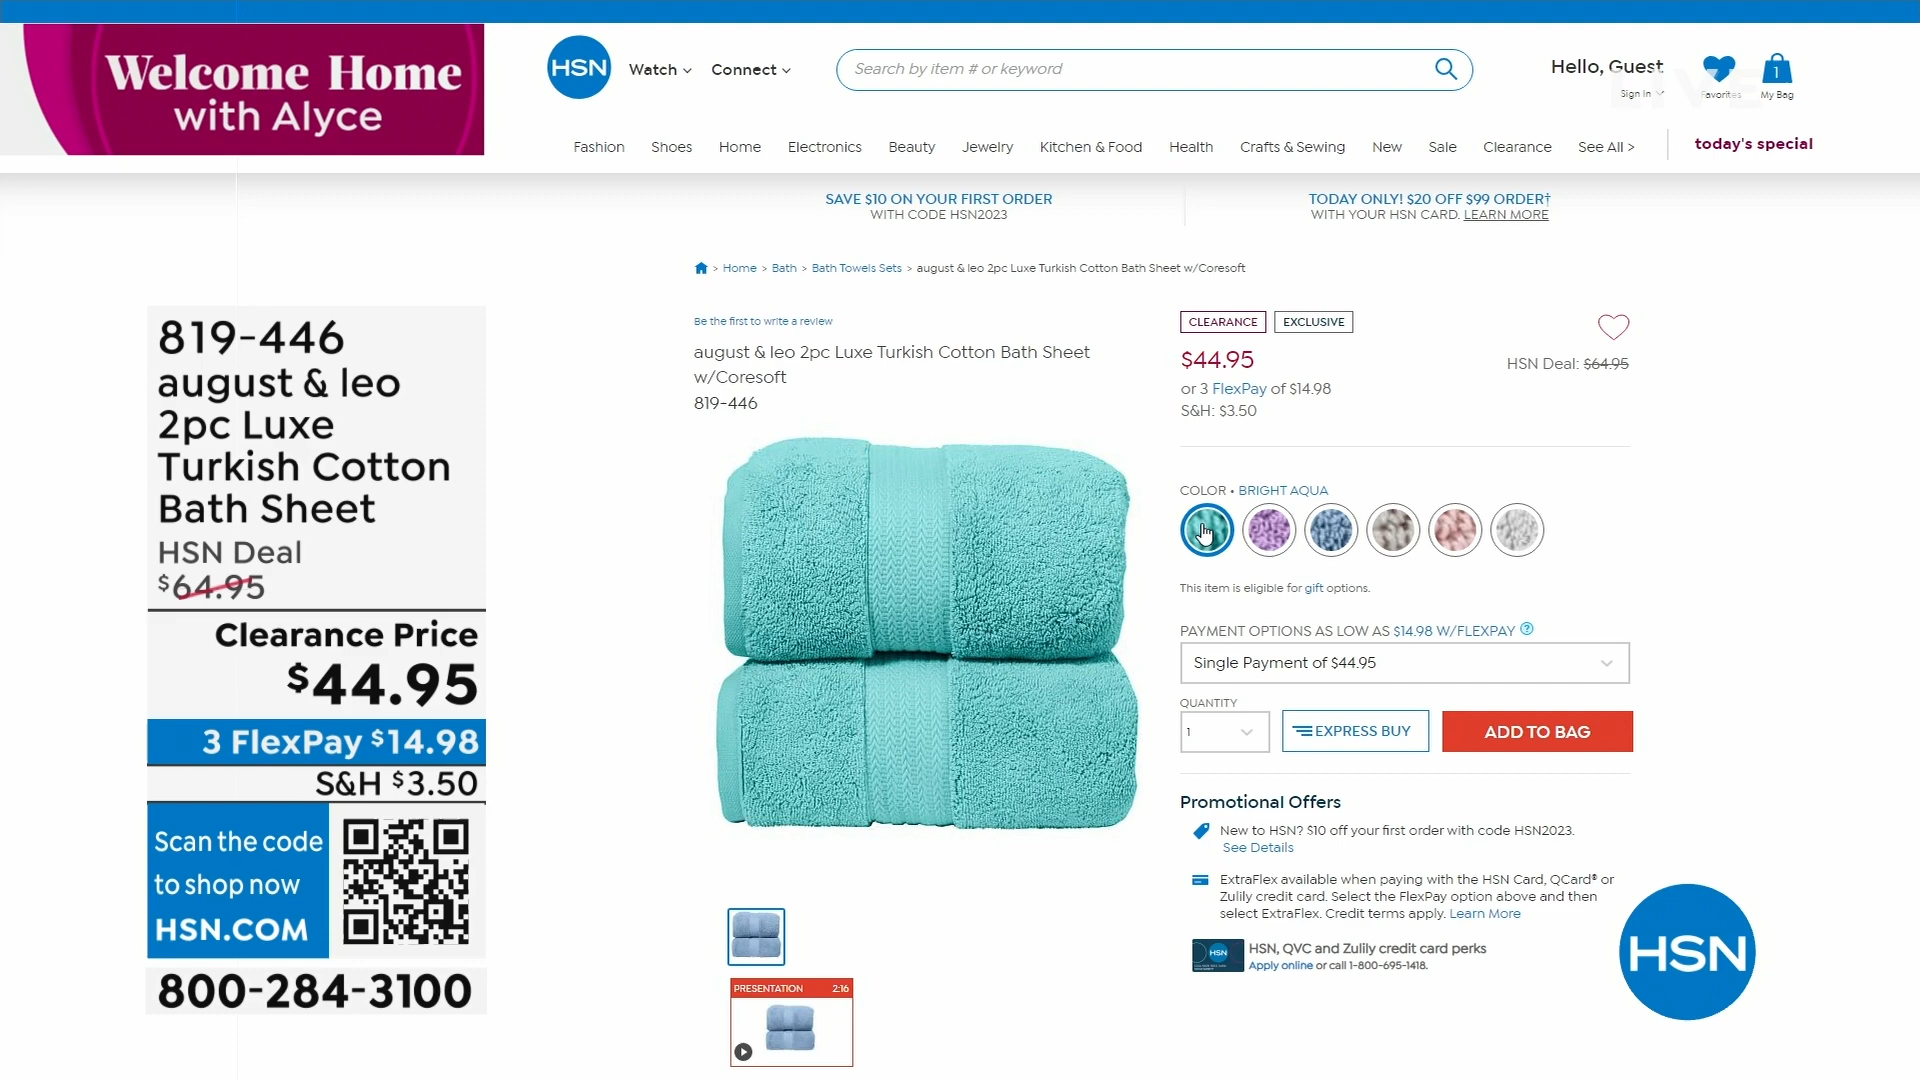 Welcome Home
with Alyce
HSN
Watch
Connect
Search by item # or keyword
Hello, Guest
Sign In
LIVE
Favorites
1
My Bag
Fashion
Shoes
Home
Electronics
Beauty
Jewelry
Kitchen & Food
Health
Crafts & Sewing
New
Sale
Clearance
See All >
today's special
SAVE $10 ON YOUR FIRST ORDER
WITH CODE HSN2023
TODAY ONLY! $20 OFF $99 ORDER†
WITH YOUR HSN CARD. LEARN MORE
> Home > Bath > Bath Towels Sets > august & leo 2pc Luxe Turkish Cotton Bath Sheet w/Coresoft
819-446
august & leo
2pc Luxe
Turkish Cotton
Bath Sheet
HSN Deal
$64.95
Clearance Price
$44.95
3 FlexPay $14.98
S&H $3.50
Scan the code
to shop now
HSN.COM
800-284-3100
Be the first to write a review
august & leo 2pc Luxe Turkish Cotton Bath Sheet
w/Coresoft
819-446
PRESENTATION 2:16
CLEARANCE
EXCLUSIVE
$44.95
HSN Deal: $64.95
or 3 FlexPay of $14.98
S&H: $3.50
COLOR • BRIGHT AQUA
This item is eligible for gift options.
PAYMENT OPTIONS AS LOW AS $14.98 W/FLEXPAY ?
Single Payment of $44.95
QUANTITY
1
EXPRESS BUY
ADD TO BAG
Promotional Offers
New to HSN? $10 off your first order with code HSN2023.
See Details
ExtraFlex available when paying with the HSN Card, QCard® or
Zulily credit card. Select the FlexPay option above and then
select ExtraFlex. Credit terms apply. Learn More
HSN
HSN, QVC and Zulily credit card perks
Apply online or call 1-800-695-1418.
HSN